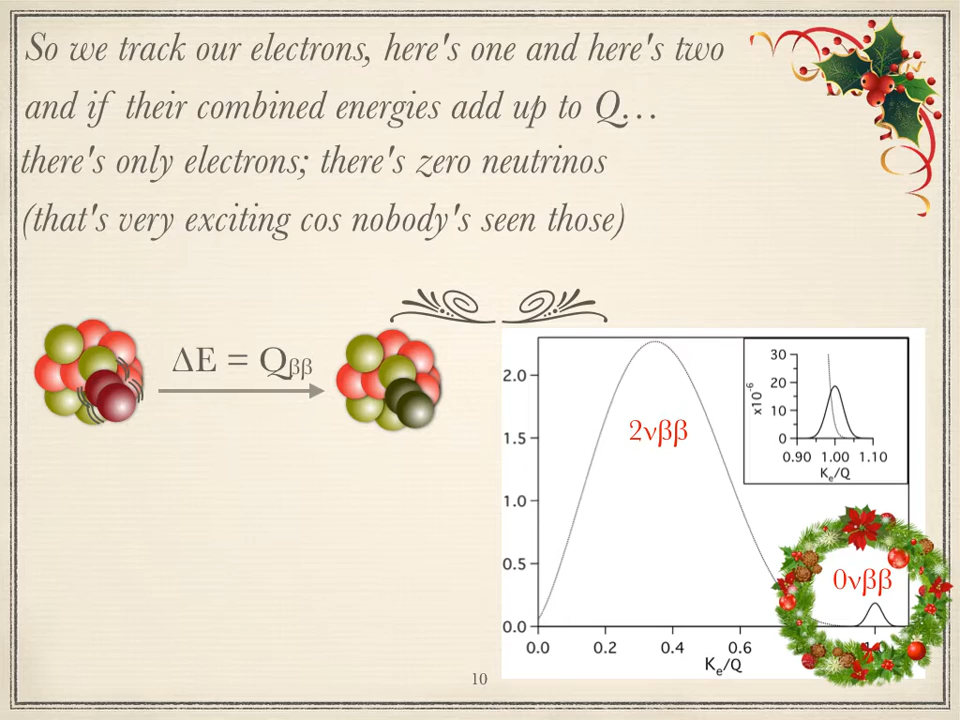 So we track our electrons, here's one and here's two
and if their combined energies add up to Q…
there's only electrons; there's zero neutrinos
(that's very exciting cos nobody's seen those)
ΔE = Qββ
2νββ
0νββ
2.0
1.5
1.0
0.5
0.0
0.0 0.2 0.4 0.6
Ke/Q
30
20
10
0
x10-6
0.90 1.00 1.10
Ke/Q
10